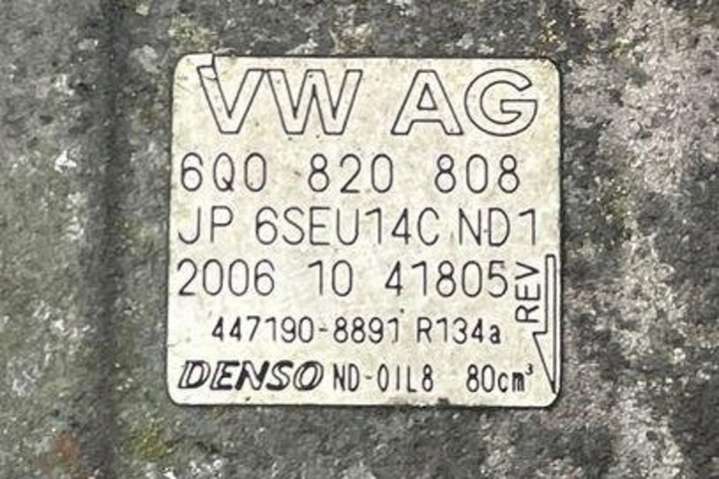 VW AG
6Q0 820 808
JP 6SEU14C ND1
2006 10 41805
REV
447190-8891 R134a
DENSO ND-OIL8 80cm³